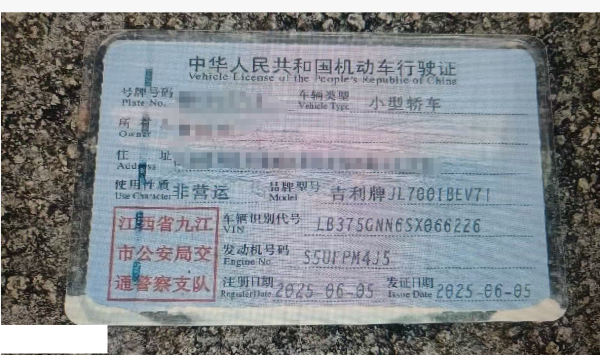 中华人民共和国机动车行驶证
Vehicle License of the People's Republic of China
号牌号码
Plate No.
车辆类型
Vehicle Type
小型轿车
所有人
Owner
住 址
Address
使用性质
Use Character
非营运
品牌型号
Model
吉利牌JL7001BEV71
江西省九江
市公安局交
通警察支队
车辆识别代号
VIN
LB375GNN6SX066226
发动机号码
Engine No.
S5UFPM4J5
注册日期
Register Date
2025-06-05
发证日期
Issue Date
2025-06-05